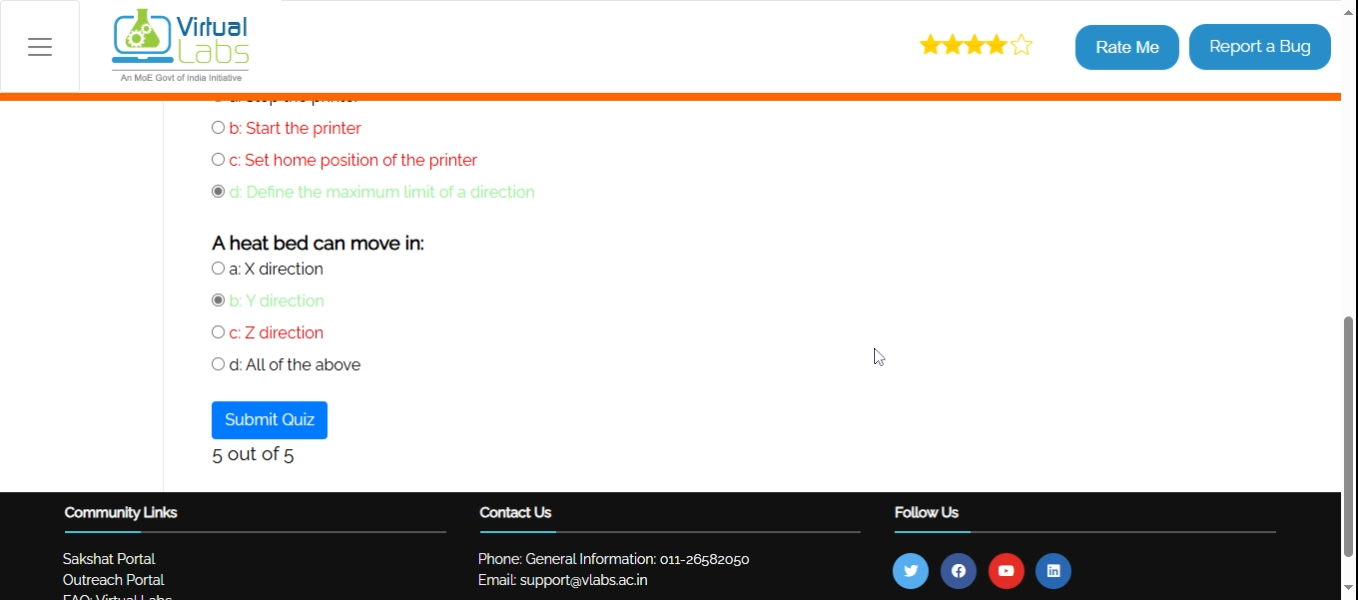 Virtual
Labs
An MoE Govt of India Initiative
Rate Me
Report a Bug
a: Stop the printer
b: Start the printer
c: Set home position of the printer
d: Define the maximum limit of a direction
A heat bed can move in:
a: X direction
b: Y direction
c: Z direction
d: All of the above
Submit Quiz
5 out of 5
Community Links
Contact Us
Follow Us
Sakshat Portal
Phone: General Information: 011-26582050
Outreach Portal
Email: support@vlabs.ac.in
FAQ: Virtual Labs